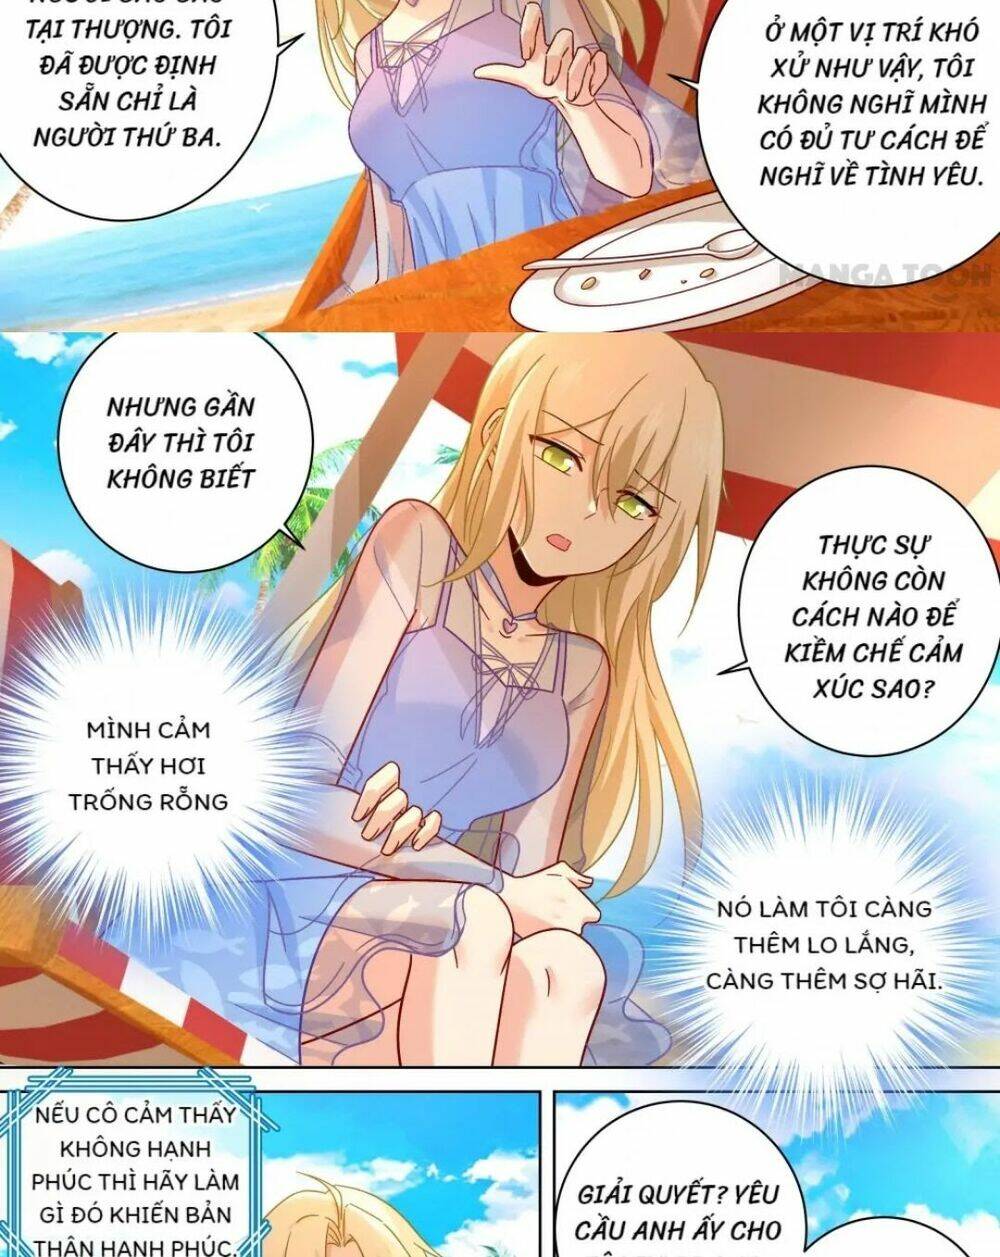 TẠI THƯỢNG. TÔI
ĐÃ ĐƯỢC ĐỊNH
SẴN CHỈ LÀ
NGƯỜI THỨ BA.
Ở MỘT VỊ TRÍ KHÓ
XỬ NHƯ VẬY, TÔI
KHÔNG NGHĨ MÌNH
CÓ ĐỦ TƯ CÁCH ĐỂ
NGHĨ VỀ TÌNH YÊU.
MANGA TOON
NHƯNG GẦN
ĐÂY THÌ TÔI
KHÔNG BIẾT
THỰC SỰ
KHÔNG CÒN
CÁCH NÀO ĐỂ
KIỀM CHẾ CẢM
XÚC SAO?
MÌNH CẢM
THẤY HƠI
TRỐNG RỖNG
NÓ LÀM TÔI CÀNG
THÊM LO LẮNG,
CÀNG THÊM SỢ HÃI.
NẾU CÔ CẢM THẤY
KHÔNG HẠNH
PHÚC THÌ HÃY LÀM
GÌ ĐÓ KHIẾN BẢN
THÂN HẠNH PHÚC.
GIẢI QUYẾT? YÊU
CẦU ANH ẤY CHO